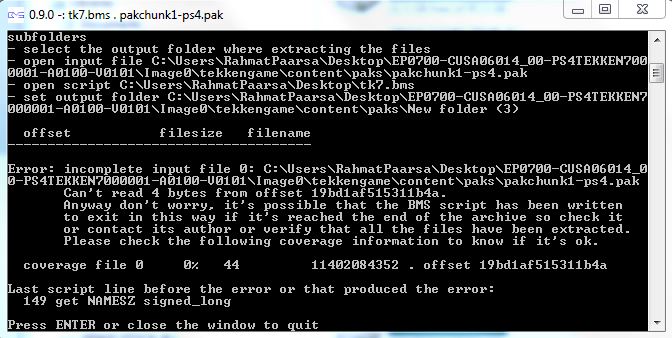 0.9.0 -: tk7.bms . pakchunk1-ps4.pak
subfolders
- select the output folder where extracting the files
- open input file C:\Users\RahmatPaarsa\Desktop\EP0700-CUSA06014_00-PS4TEKKEN700
0001-A0100-V0101\Image0\tekkengame\content\paks\pakchunk1-ps4.pak
- open script C:\Users\RahmatPaarsa\Desktop\tk7.bms
- set output folder C:\Users\RahmatPaarsa\Desktop\EP0700-CUSA06014_00-PS4TEKKEN7
000001-A0100-V0101\Image0\tekkengame\content\paks\New folder (3)
offset filesize filename
--------------------------------------
Error: incomplete input file 0: C:\Users\RahmatPaarsa\Desktop\EP0700-CUSA06014_0
0-PS4TEKKEN7000001-A0100-V0101\Image0\tekkengame\content\paks\pakchunk1-ps4.pak
Can't read 4 bytes from offset 19bd1af515311b4a.
Anyway don't worry, it's possible that the BMS script has been written
to exit in this way if it's reached the end of the archive so check it
or contact its author or verify that all the files have been extracted.
Please check the following coverage information to know if it's ok.
coverage file 0 0% 44 11402084352 . offset 19bd1af515311b4a
Last script line before the error or that produced the error:
149 get NAMESZ signed_long
Press ENTER or close the window to quit